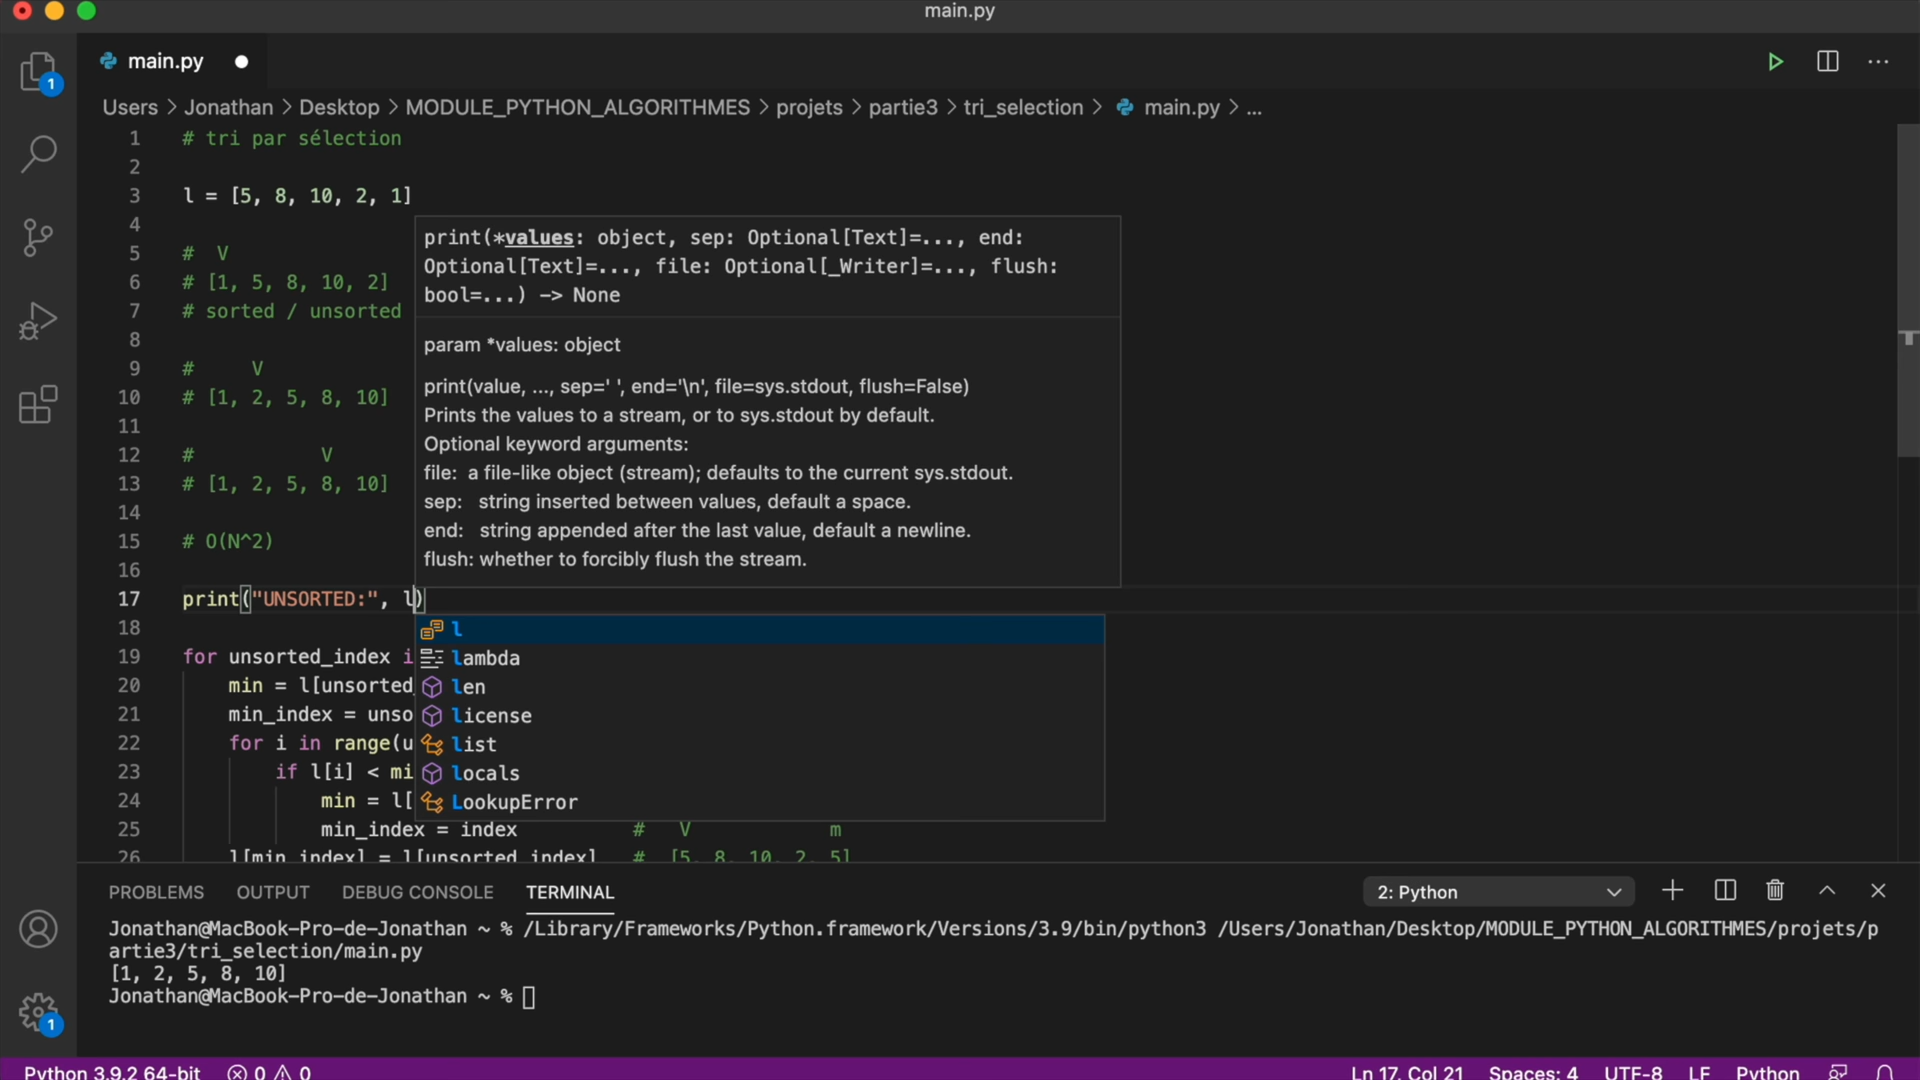 main.py
main.py
Users > Jonathan > Desktop > MODULE_PYTHON_ALGORITHMES > projets > partie3 > tri_selection > main.py > ...
1 # tri par sélection
2
3 l = [5, 8, 10, 2, 1]
4
5 # V
6 # [1, 5, 8, 10, 2]
7 # sorted / unsorted
8
9 # V
10 # [1, 2, 5, 8, 10]
11
12 # V
13 # [1, 2, 5, 8, 10]
14
15 # O(N^2)
16
17 print("UNSORTED:", l)
18
19 for unsorted_index i
20 min = l[unsorted_
21 min_index = unso
22 for i in range(u
23 if l[i] < mi
24 min = l[
25 min_index = index # V m
26 l[min_index] = l[unsorted_index] # [5, 8, 10, 2, 5]
print(*values: object, sep: Optional[Text]=..., end:
Optional[Text]=..., file: Optional[_Writer]=..., flush:
bool=...) -> None
param *values: object
print(value, ..., sep=' ', end='\n', file=sys.stdout, flush=False)
Prints the values to a stream, or to sys.stdout by default.
Optional keyword arguments:
file: a file-like object (stream); defaults to the current sys.stdout.
sep: string inserted between values, default a space.
end: string appended after the last value, default a newline.
flush: whether to forcibly flush the stream.
l
lambda
len
license
list
locals
LookupError
PROBLEMS OUTPUT DEBUG CONSOLE TERMINAL 2: Python
Jonathan@MacBook-Pro-de-Jonathan ~ % /Library/Frameworks/Python.framework/Versions/3.9/bin/python3 /Users/Jonathan/Desktop/MODULE_PYTHON_ALGORITHMES/projets/p
artie3/tri_selection/main.py
[1, 2, 5, 8, 10]
Jonathan@MacBook-Pro-de-Jonathan ~ %
1
1
Python 3.9.2 64-bit 0 0 Ln 17, Col 21 Spaces: 4 UTF-8 LF Python